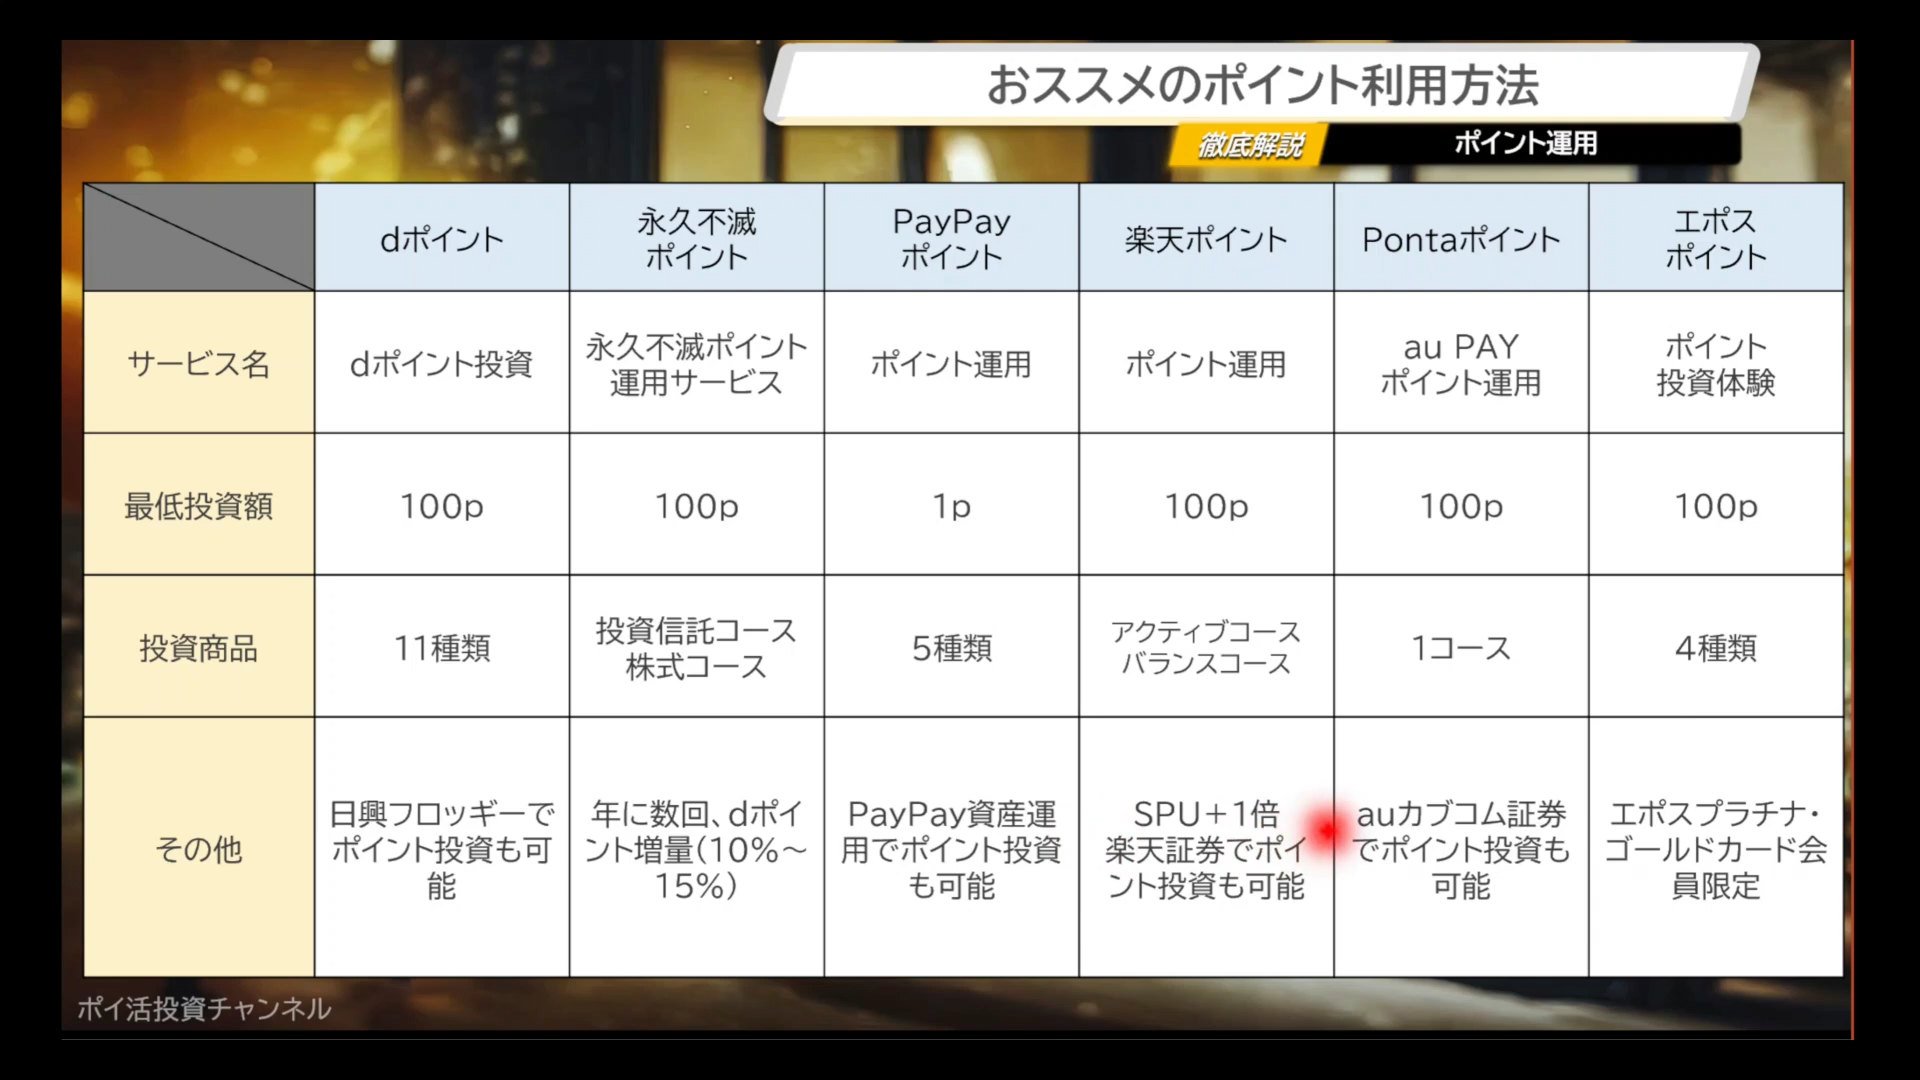 おススメのポイント利用方法
徹底解説
ポイント運用
dポイント
永久不滅
ポイント
PayPay
ポイント
楽天ポイント
Pontaポイント
エポス
ポイント
サービス名
dポイント投資
永久不滅ポイント
運用サービス
ポイント運用
ポイント運用
au PAY
ポイント運用
ポイント
投資体験
最低投資額
100p
100p
1p
100p
100p
100p
投資商品
11種類
投資信託コース
株式コース
5種類
アクティブコース
バランスコース
1コース
4種類
その他
日興フロッギーで
ポイント投資も可
能
年に数回、dポイ
ント増量(10%～
15%)
PayPay資産運
用でポイント投資
も可能
SPU＋1倍
楽天証券でポイ
ント投資も可能
auカブコム証券
でポイント投資も
可能
エポスプラチナ・
ゴールドカード会
員限定
ポイ活投資チャンネル